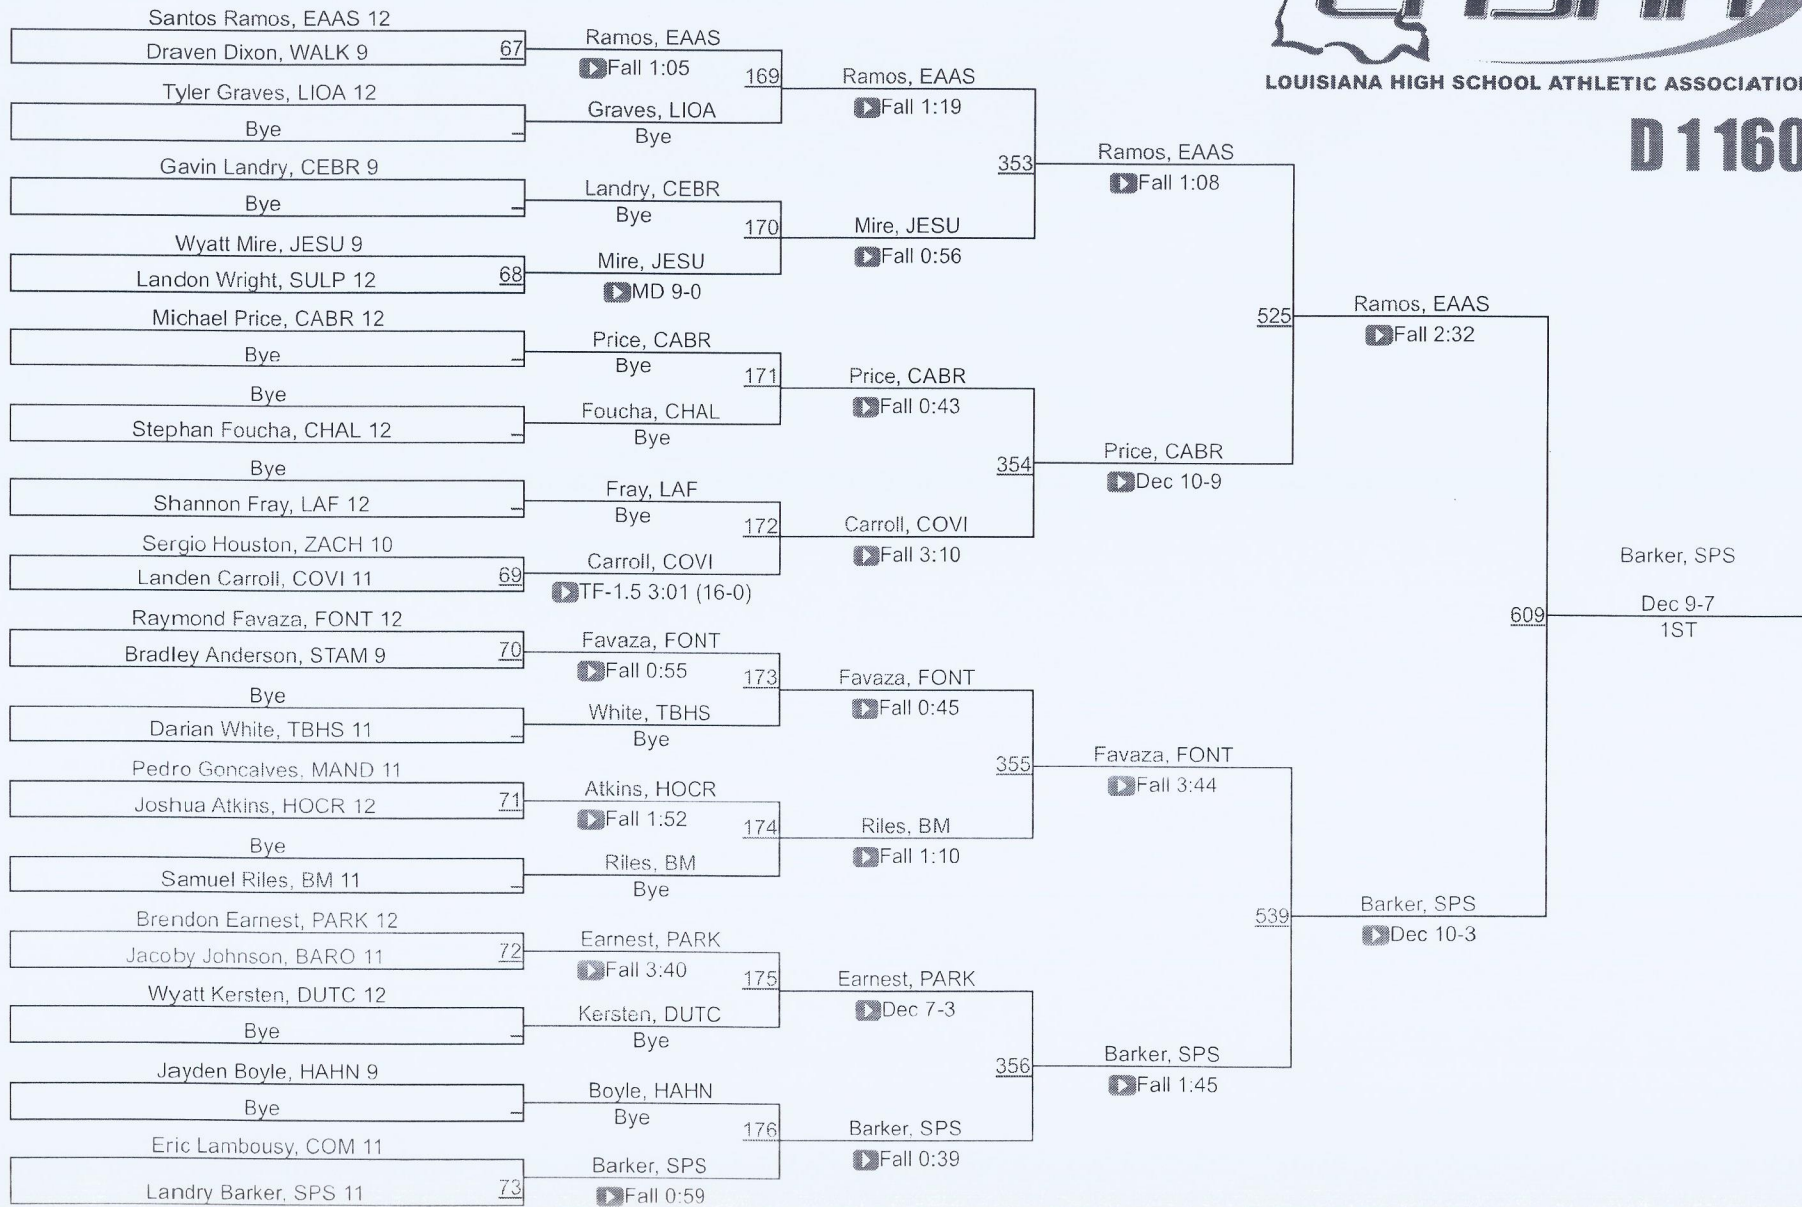 LHSAA
LOUISIANA HIGH SCHOOL ATHLETIC ASSOCIATION
D 1 160
Santos Ramos, EAAS 12
Draven Dixon, WALK 9
67
Tyler Graves, LIOA 12
Bye
Gavin Landry, CEBR 9
Bye
Wyatt Mire, JESU 9
Landon Wright, SULP 12
68
Michael Price, CABR 12
Bye
Bye
Stephan Foucha, CHAL 12
Bye
Shannon Fray, LAF 12
Sergio Houston, ZACH 10
Landen Carroll, COVI 11
69
Raymond Favaza, FONT 12
Bradley Anderson, STAM 9
70
Bye
Darian White, TBHS 11
Pedro Goncalves, MAND 11
Joshua Atkins, HOCR 12
71
Bye
Samuel Riles, BM 11
Brendon Earnest, PARK 12
Jacoby Johnson, BARO 11
72
Wyatt Kersten, DUTC 12
Bye
Jayden Boyle, HAHN 9
Bye
Eric Lambousy, COM 11
Landry Barker, SPS 11
73
Ramos, EAAS
Fall 1:05
169
Graves, LIOA
Bye
Landry, CEBR
Bye
170
Mire, JESU
MD 9-0
Price, CABR
Bye
171
Foucha, CHAL
Bye
Fray, LAF
Bye
172
Carroll, COVI
TF-1.5 3:01 (16-0)
Favaza, FONT
Fall 0:55
173
White, TBHS
Bye
Atkins, HOCR
Fall 1:52
174
Riles, BM
Bye
Earnest, PARK
Fall 3:40
175
Kersten, DUTC
Bye
Boyle, HAHN
Bye
176
Barker, SPS
Fall 0:59
Ramos, EAAS
Fall 1:19
353
Mire, JESU
Fall 0:56
Price, CABR
Fall 0:43
354
Carroll, COVI
Fall 3:10
Favaza, FONT
Fall 0:45
355
Riles, BM
Fall 1:10
Earnest, PARK
Dec 7-3
356
Barker, SPS
Fall 0:39
Ramos, EAAS
Fall 1:08
525
Price, CABR
Dec 10-9
Favaza, FONT
Fall 3:44
539
Barker, SPS
Fall 1:45
Ramos, EAAS
Fall 2:32
609
Barker, SPS
Dec 10-3
Barker, SPS
Dec 9-7
1ST